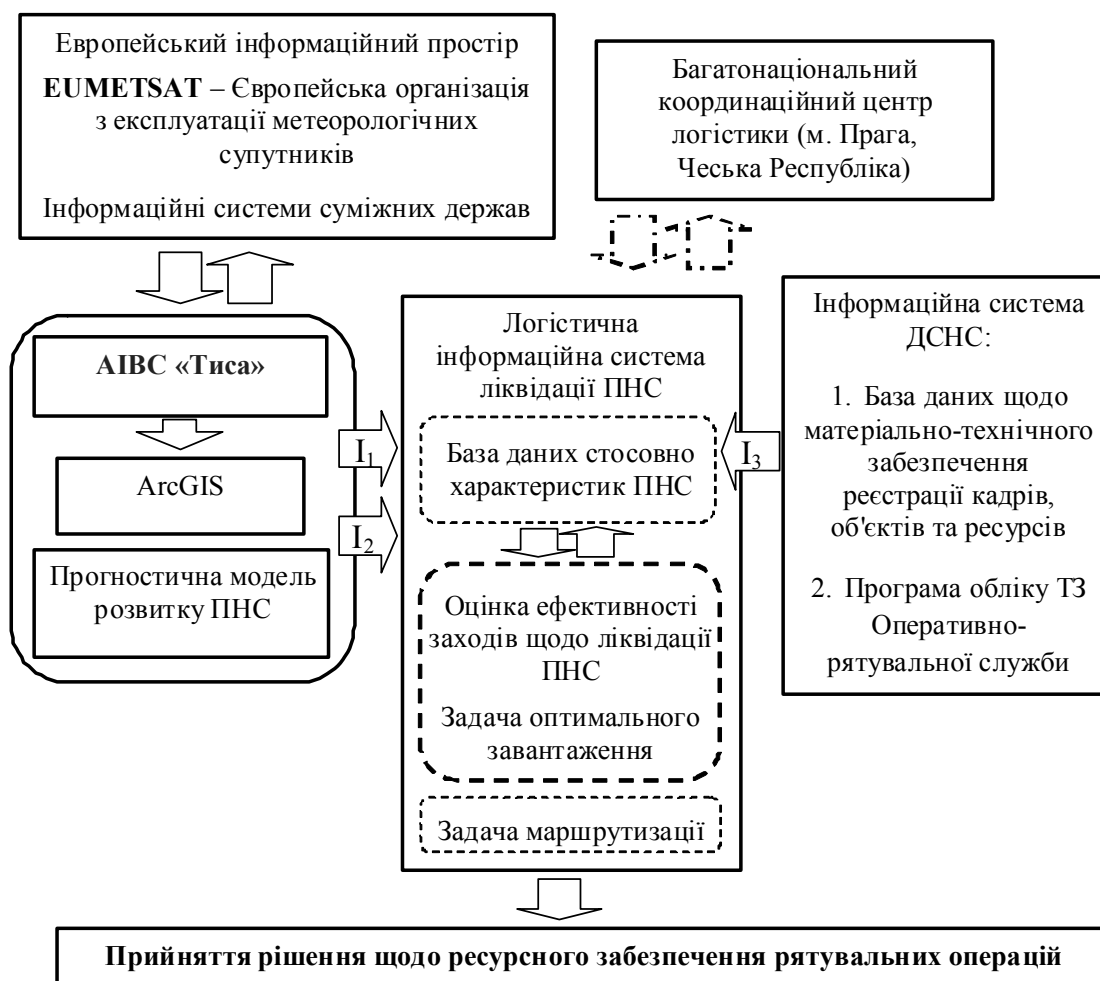 Европейський інформаційний простір
EUMETSAT – Європейська організація
з експлуатації метеорологічних
супутників
Інформаційні системи суміжних держав
Багатонаціональний
координаційний центр
логістики (м. Прага,
Чеська Республіка)
АІВС «Тиса»
ArcGIS
Прогностична модель
розвитку ПНС
I1
I2
Логістична
інформаційна система
ліквідації ПНС
База даних стосовно
характеристик ПНС
Оцінка ефективності
заходів щодо ліквідації
ПНС
Задача оптимального
завантаження
Задача маршрутизації
I3
Інформаційна система
ДСНС:
1. База даних щодо
матеріально-технічного
забезпечення
реєстрації кадрів,
об'єктів та ресурсів
2. Програма обліку ТЗ
Оперативно-
рятувальної служби
Прийняття рішення щодо ресурсного забезпечення рятувальних операцій